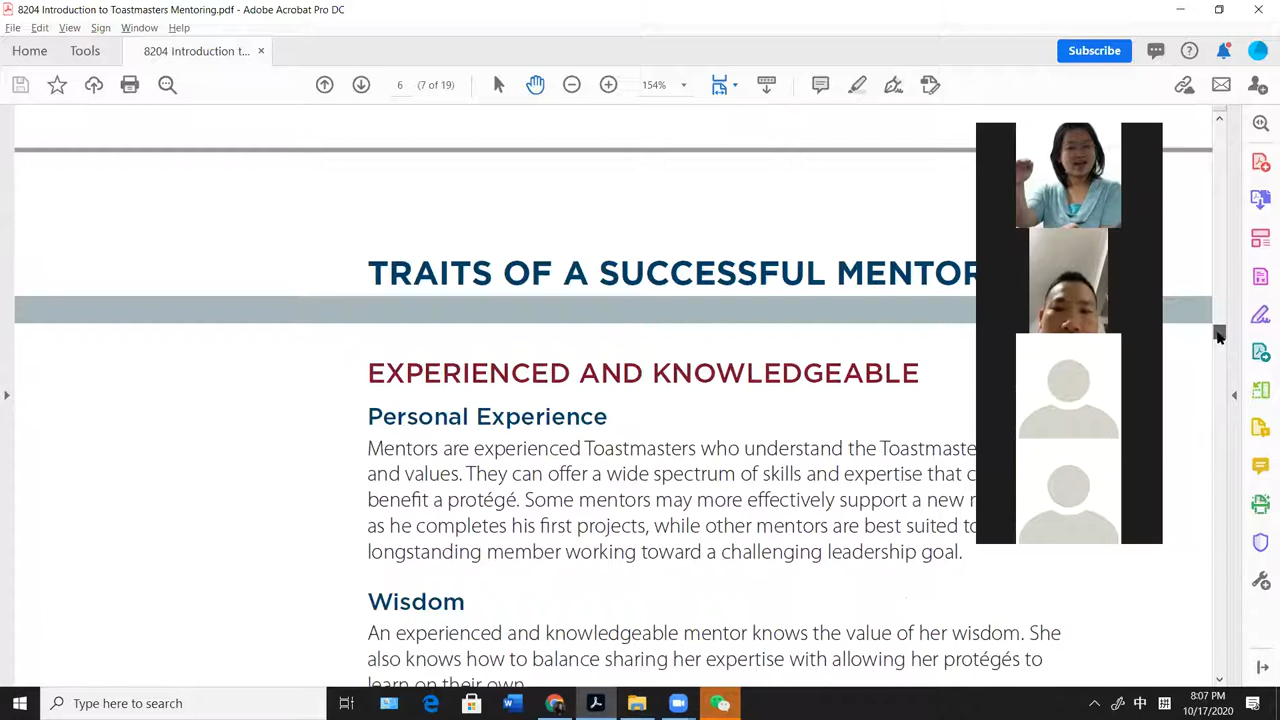 8204 Introduction to Toastmasters Mentoring.pdf - Adobe Acrobat Pro DC
File Edit View Sign Window Help
Home Tools 8204 Introduction t... × Subscribe
6 (7 of 19) 154%
TRAITS OF A SUCCESSFUL MENTOR
EXPERIENCED AND KNOWLEDGEABLE
Personal Experience
Mentors are experienced Toastmasters who understand the Toastmaste
and values. They can offer a wide spectrum of skills and expertise that c
benefit a protégé. Some mentors may more effectively support a new
as he completes his first projects, while other mentors are best suited to
longstanding member working toward a challenging leadership goal.
Wisdom
An experienced and knowledgeable mentor knows the value of her wisdom. She
also knows how to balance sharing her expertise with allowing her protégés to
learn on their own.
Type here to search
中 拼 8:07 PM
10/17/2020